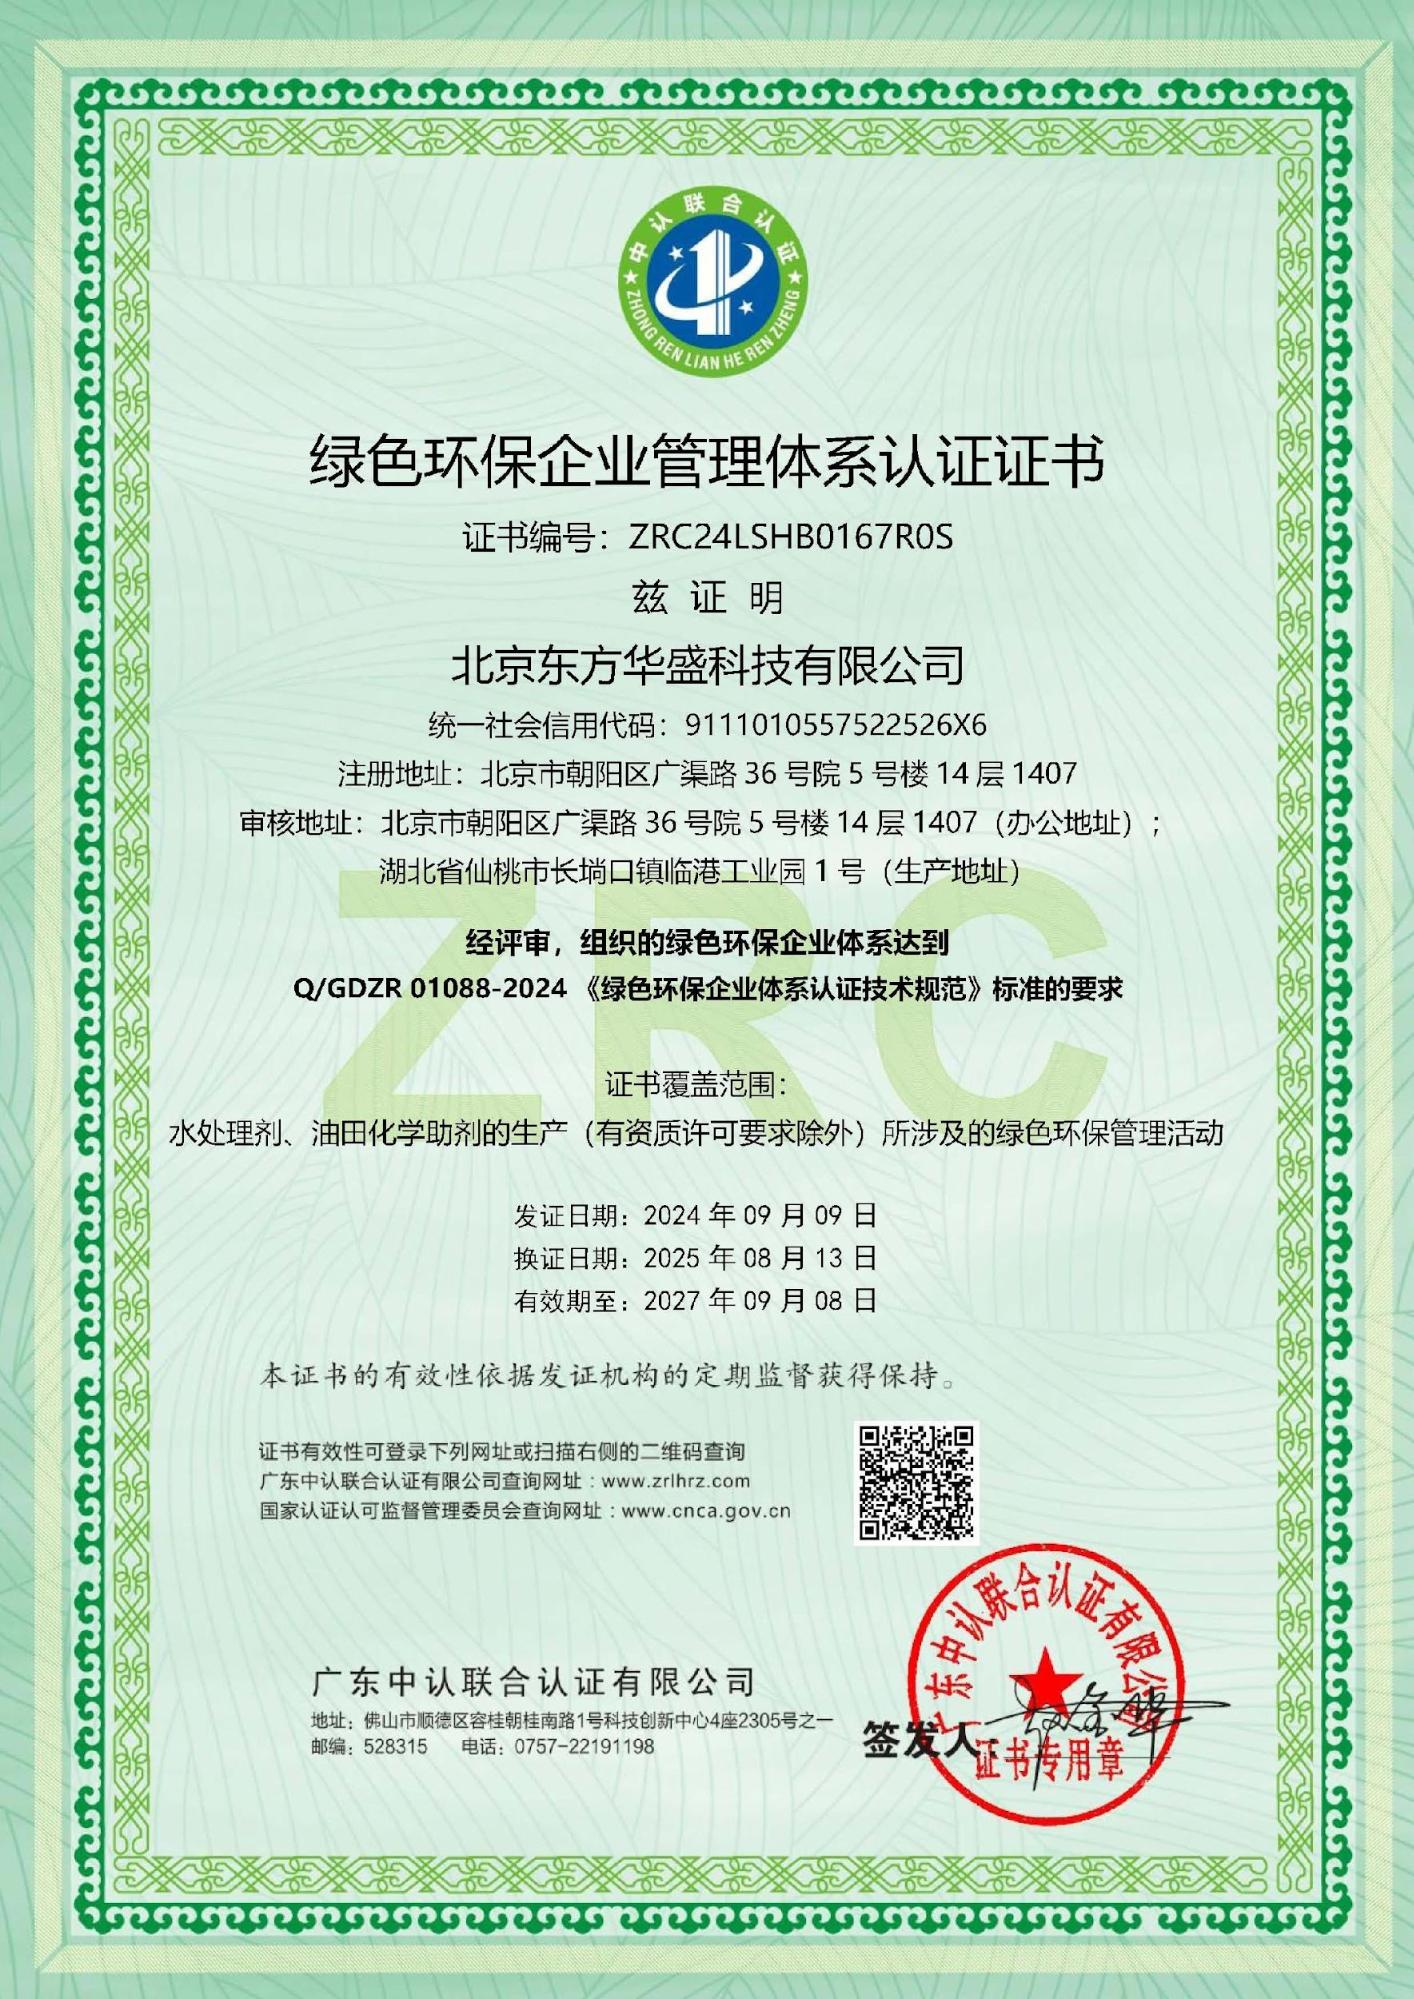 中认联合认证
ZHONG REN LIAN HE REN ZHENG
绿色环保企业管理体系认证证书
证书编号：ZRC24LSHB0167R0S
兹 证 明
北京东方华盛科技有限公司
统一社会信用代码：9111010557522526X6
注册地址：北京市朝阳区广渠路 36 号院 5 号楼 14 层 1407
审核地址：北京市朝阳区广渠路 36 号院 5 号楼 14 层 1407（办公地址）;
湖北省仙桃市长埫口镇临港工业园 1 号（生产地址）
ZRC
经评审，组织的绿色环保企业体系达到
Q/GDZR 01088-2024 《绿色环保企业体系认证技术规范》标准的要求
证书覆盖范围：
水处理剂、油田化学助剂的生产（有资质许可要求除外）所涉及的绿色环保管理活动
发证日期：2024 年 09 月 09 日
换证日期：2025 年 08 月 13 日
有效期至：2027 年 09 月 08 日
本证书的有效性依据发证机构的定期监督获得保持。
证书有效性可登录下列网址或扫描右侧的二维码查询
广东中认联合认证有限公司查询网址：www.zrlhrz.com
国家认证认可监督管理委员会查询网址：www.cnca.gov.cn
广东中认联合认证有限公司
地址：佛山市顺德区容桂朝桂南路1号科技创新中心4座2305号之一
邮编：528315 电话：0757-22191198
签发人：
广东中认联合认证有限公司
证书专用章